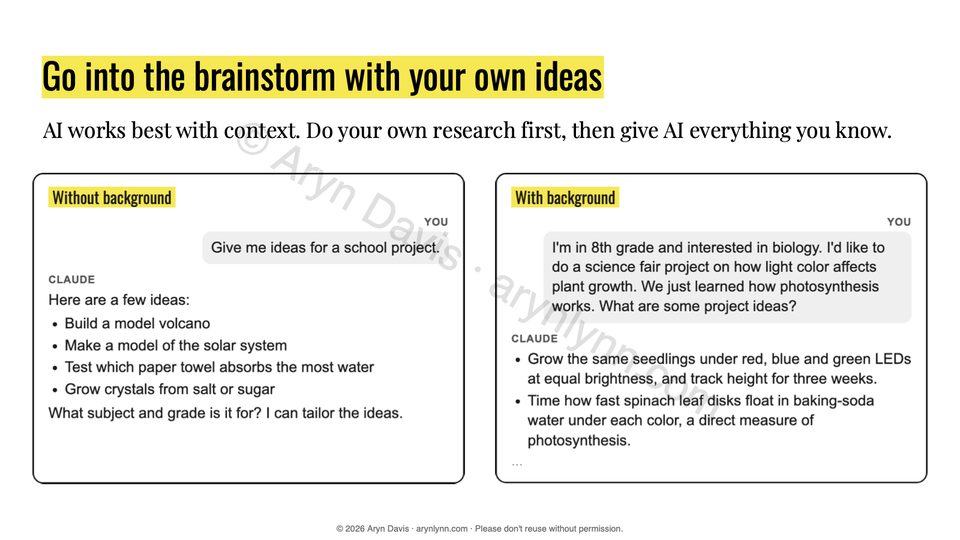 Go into the brainstorm with your own ideas
AI works best with context. Do your own research first, then give AI everything you know.
Without background
YOU
Give me ideas for a school project.
CLAUDE
Here are a few ideas:
• Build a model volcano
• Make a model of the solar system
• Test which paper towel absorbs the most water
• Grow crystals from salt or sugar
What subject and grade is it for? I can tailor the ideas.
With background
YOU
I'm in 8th grade and interested in biology. I'd like to
do a science fair project on how light color affects
plant growth. We just learned how photosynthesis
works. What are some project ideas?
CLAUDE
• Grow the same seedlings under red, blue and green LEDs
at equal brightness, and track height for three weeks.
• Time how fast spinach leaf disks float in baking-soda
water under each color, a direct measure of
photosynthesis.
...
© Aryn Davis · arynlynn.com
© 2026 Aryn Davis · arynlynn.com · Please don't reuse without permission.